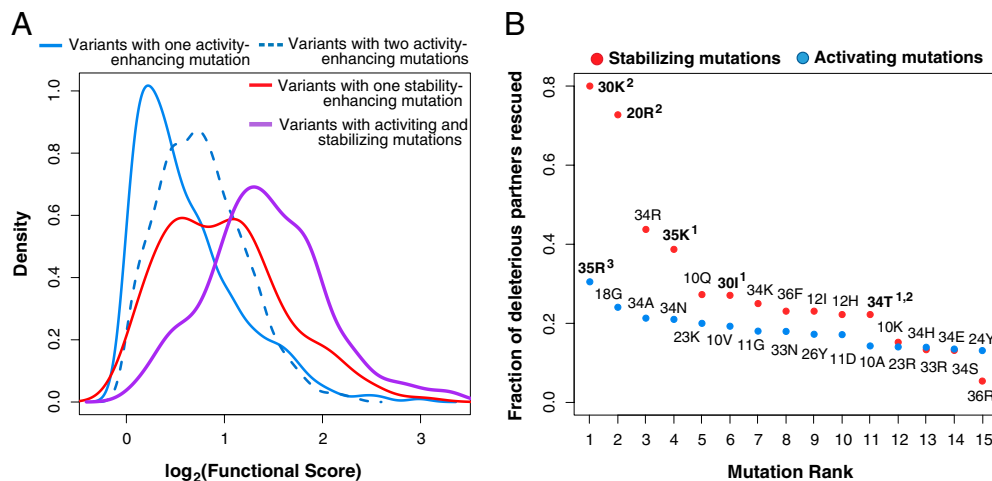 A
Variants with one activity-
enhancing mutation
Variants with two activity-
enhancing mutations
Variants with one stability-
enhancing mutation
Variants with activiting and
stabilizing mutations
Density
1.0
0.8
0.6
0.4
0.2
0.0
0 1 2 3
log2(Functional Score)
B
Stabilizing mutations
Activating mutations
Fraction of deleterious partners rescued
0.8
0.6
0.4
0.2
0.0
30K²
20R²
34R
35K¹
35R³
18G
34A
34N
10Q
30I¹
34K
36F
12I
12H
34T¹,²
10K
34H
34E
24Y
23K
10V
11G
33N
26Y
11D
10A
23R
33R
34S
36R
1 2 3 4 5 6 7 8 9 10 11 12 13 14 15
Mutation Rank